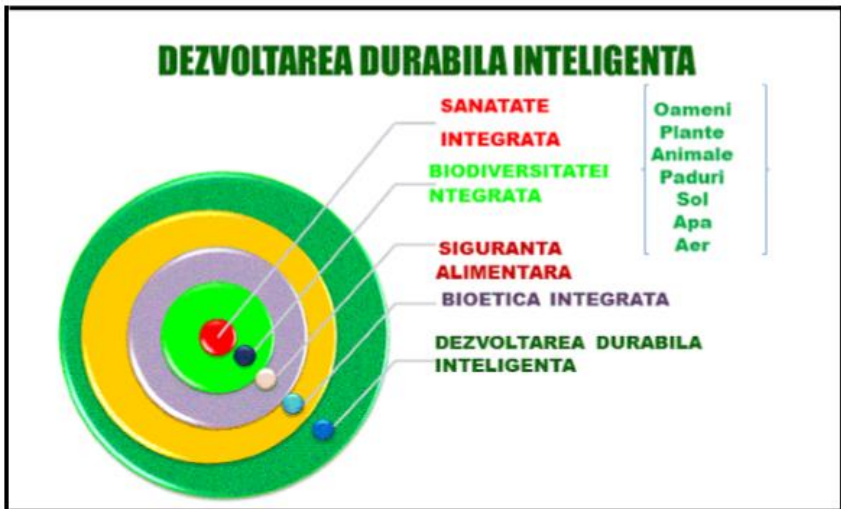 DEZVOLTAREA DURABILA INTELIGENTA
SANATATE
INTEGRATA
BIODIVERSITATEI
NTEGRATA
SIGURANTA
ALIMENTARA
BIOETICA INTEGRATA
DEZVOLTAREA DURABILA
INTELIGENTA
Oameni
Plante
Animale
Paduri
Sol
Apa
Aer